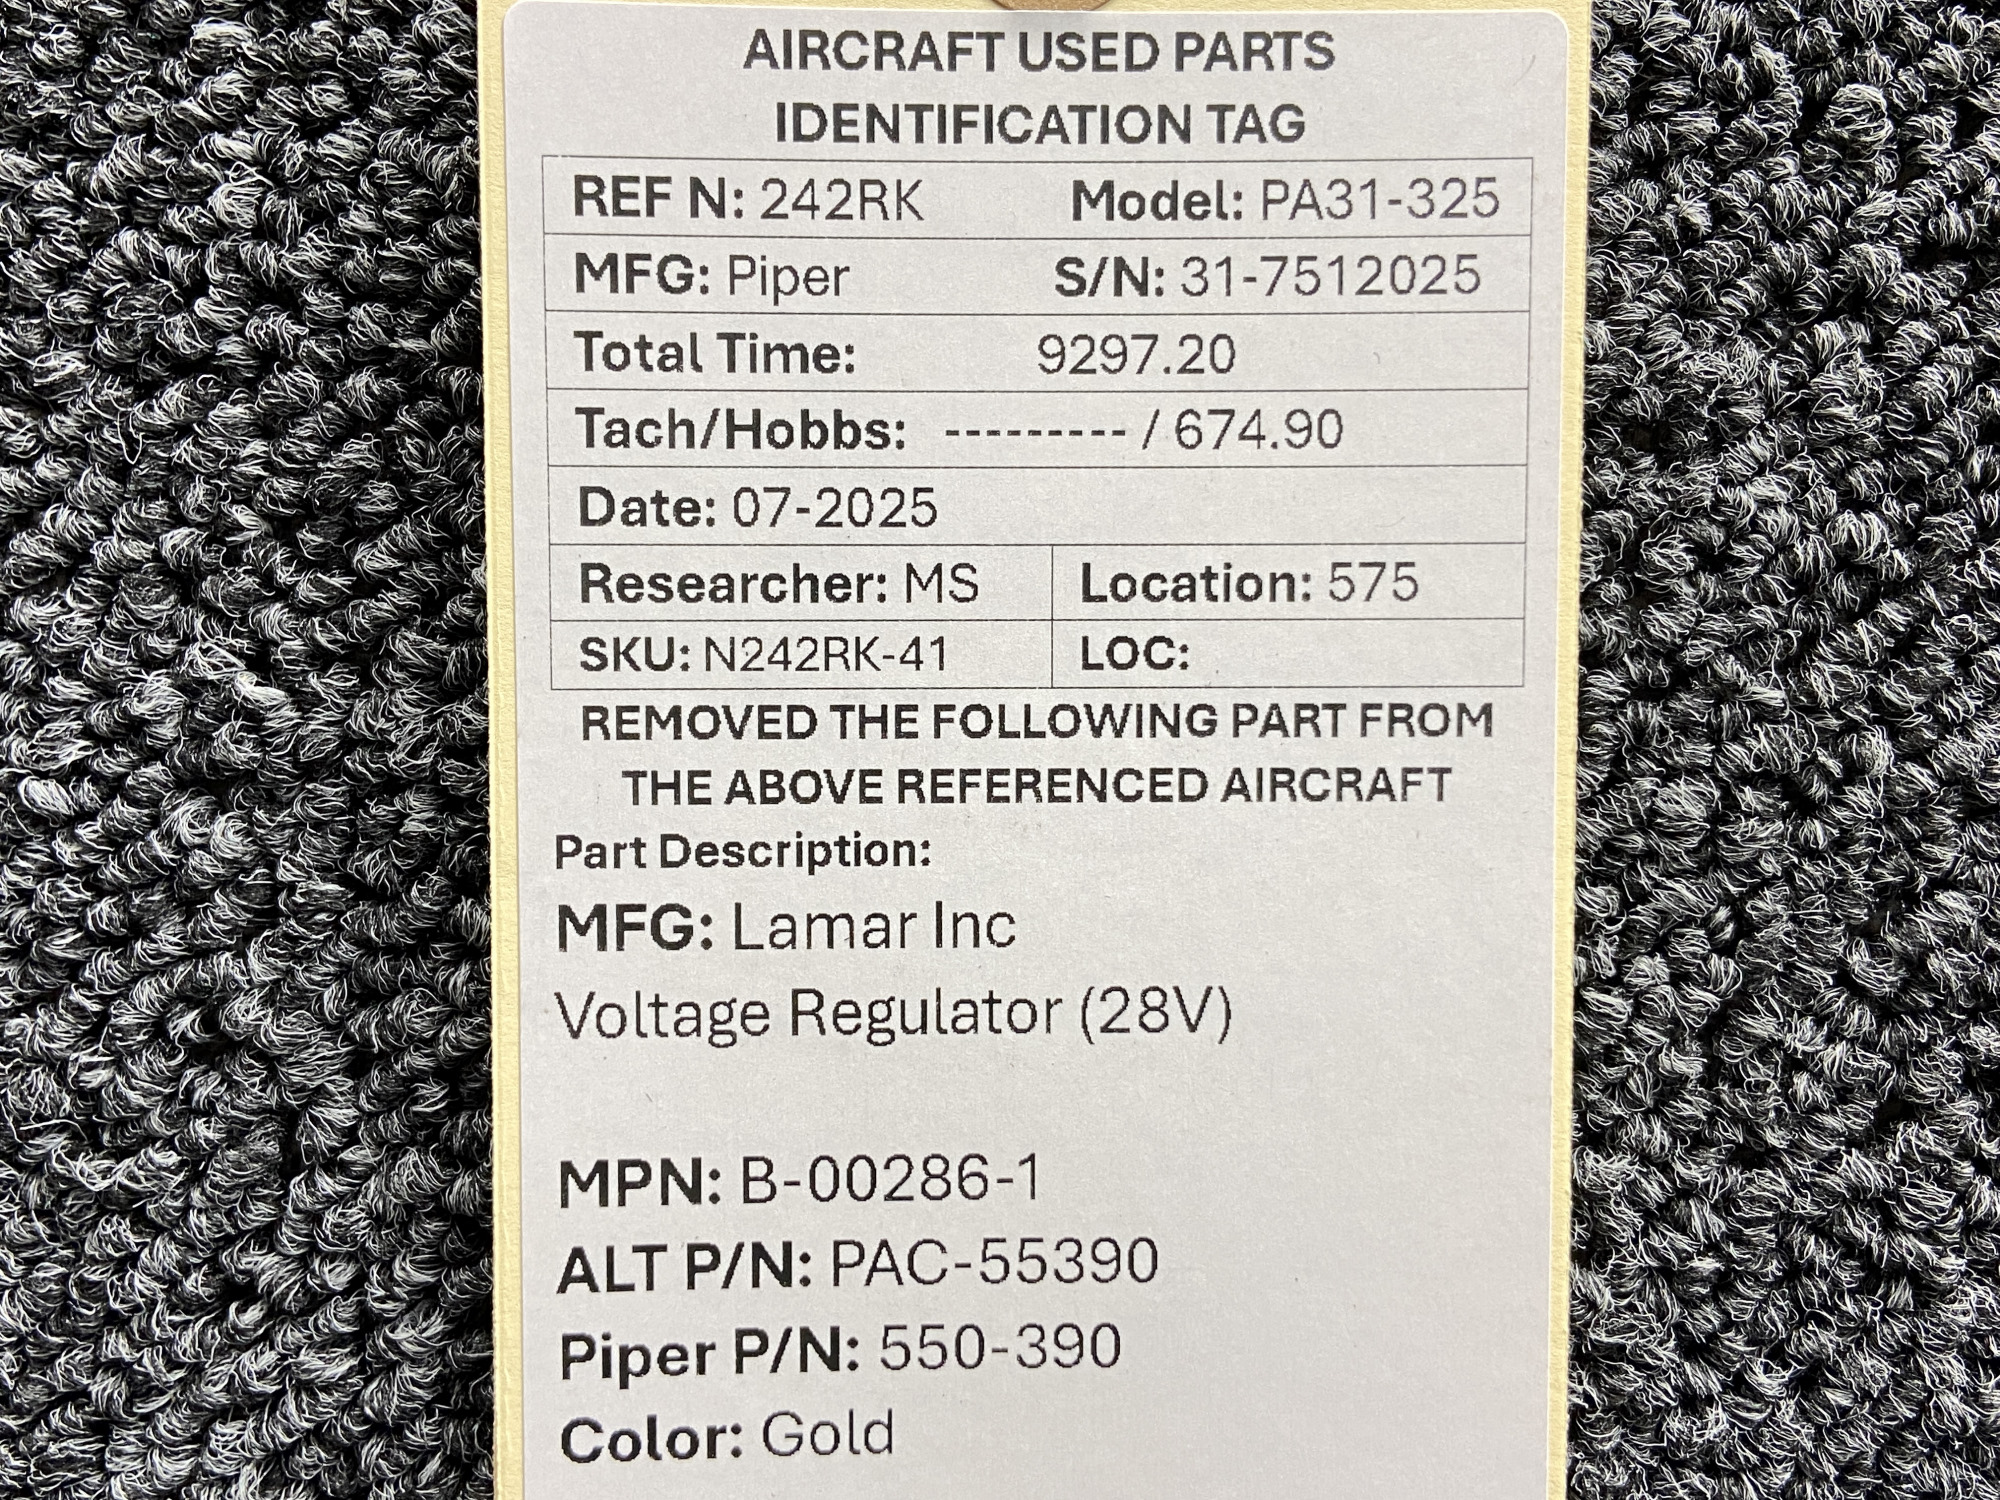 AIRCRAFT USED PARTS
IDENTIFICATION TAG
REF N: 242RK Model: PA31-325
MFG: Piper S/N: 31-7512025
Total Time: 9297.20
Tach/Hobbs: --------- / 674.90
Date: 07-2025
Researcher: MS Location: 575
SKU: N242RK-41 LOC:
REMOVED THE FOLLOWING PART FROM
THE ABOVE REFERENCED AIRCRAFT
Part Description:
MFG: Lamar Inc
Voltage Regulator (28V)
MPN: B-00286-1
ALT P/N: PAC-55390
Piper P/N: 550-390
Color: Gold